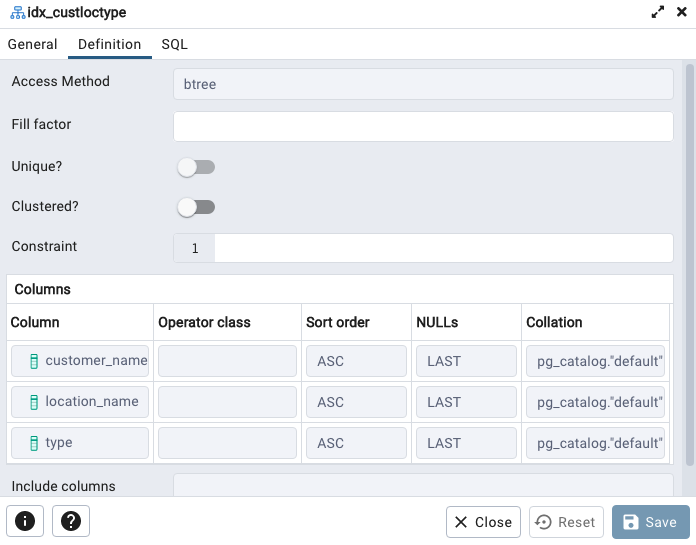 idx_custloctype
General Definition SQL
Access Method btree
Fill factor
Unique?
Clustered?
Constraint 1
Columns
Column Operator class Sort order NULLs Collation
customer_name ASC LAST pg_catalog."default"
location_name ASC LAST pg_catalog."default"
type ASC LAST pg_catalog."default"
Include columns
Close Reset Save